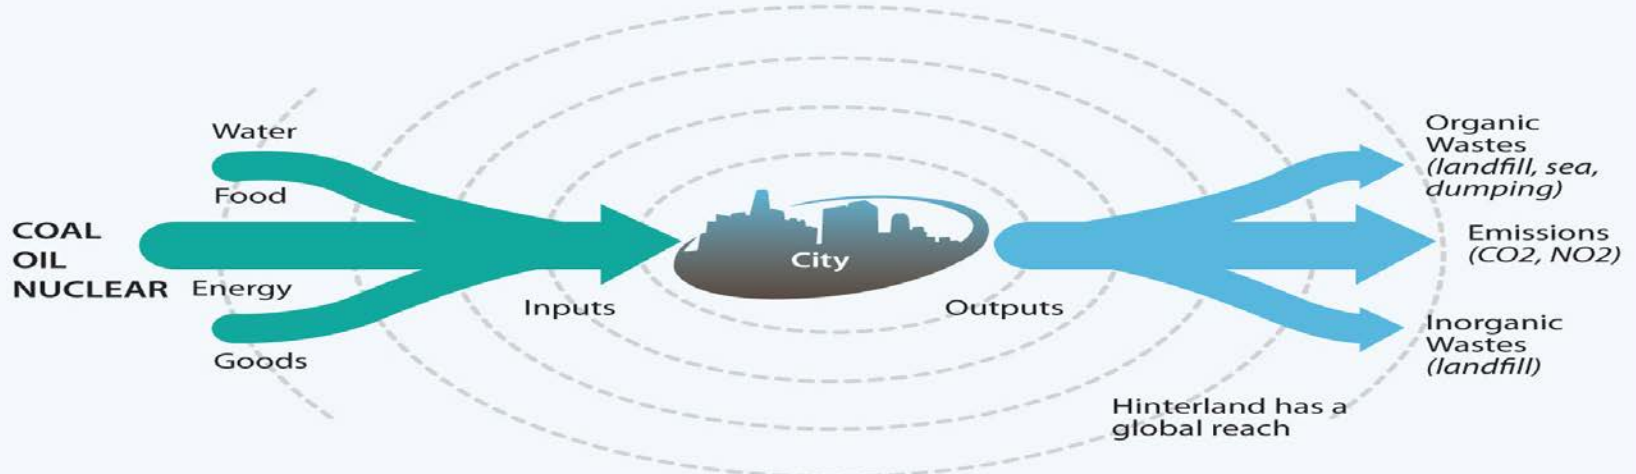 Water
Food
COAL
OIL
NUCLEAR
Energy
Goods
Inputs
City
Outputs
Organic
Wastes
(landfill, sea,
dumping)
Emissions
(CO2, NO2)
Inorganic
Wastes
(landfill)
Hinterland has a
global reach